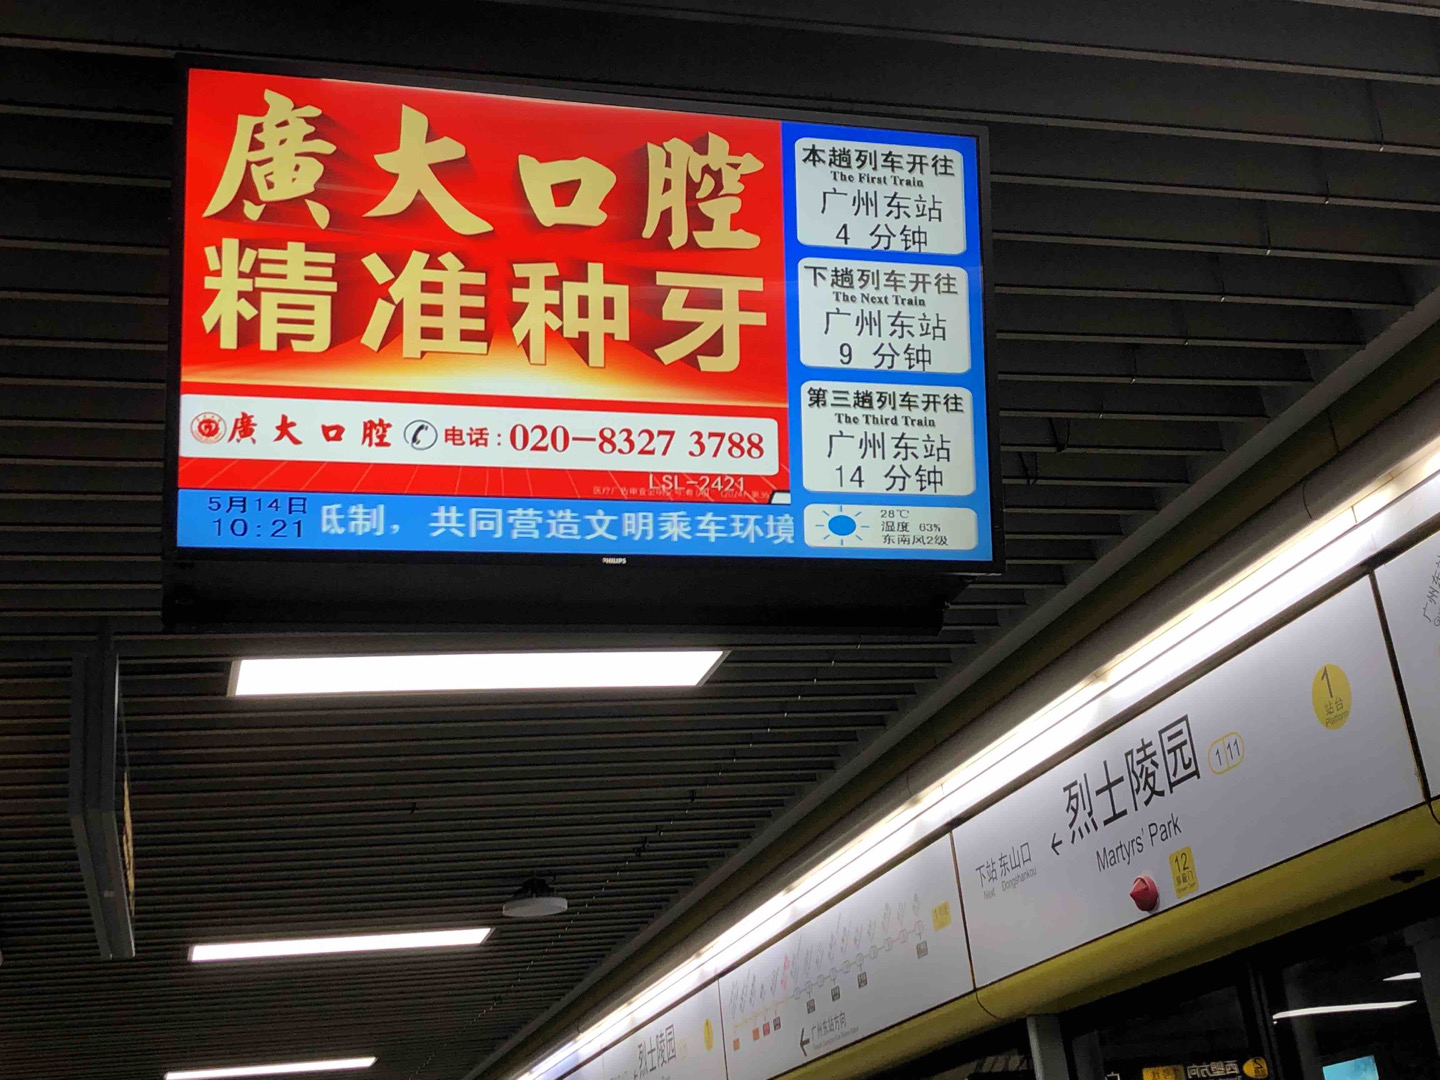 廣大口腔
精准种牙
廣大口腔 电话：020-8327 3788
LSL-2421
5月14日
10:21
氐制，共同营造文明乘车环境
本趟列车开往
The First Train
广州东站
4 分钟
下趟列车开往
The Next Train
广州东站
9 分钟
第三趟列车开往
The Third Train
广州东站
14 分钟
28℃
湿度 63%
东南风2级
PHILIPS
1
站台
Platform
烈士陵园 1 11
Martyrs' Park
下站 东山口
Next Dongshankou
12
屏蔽门
广州东站方向
烈士陵园
1